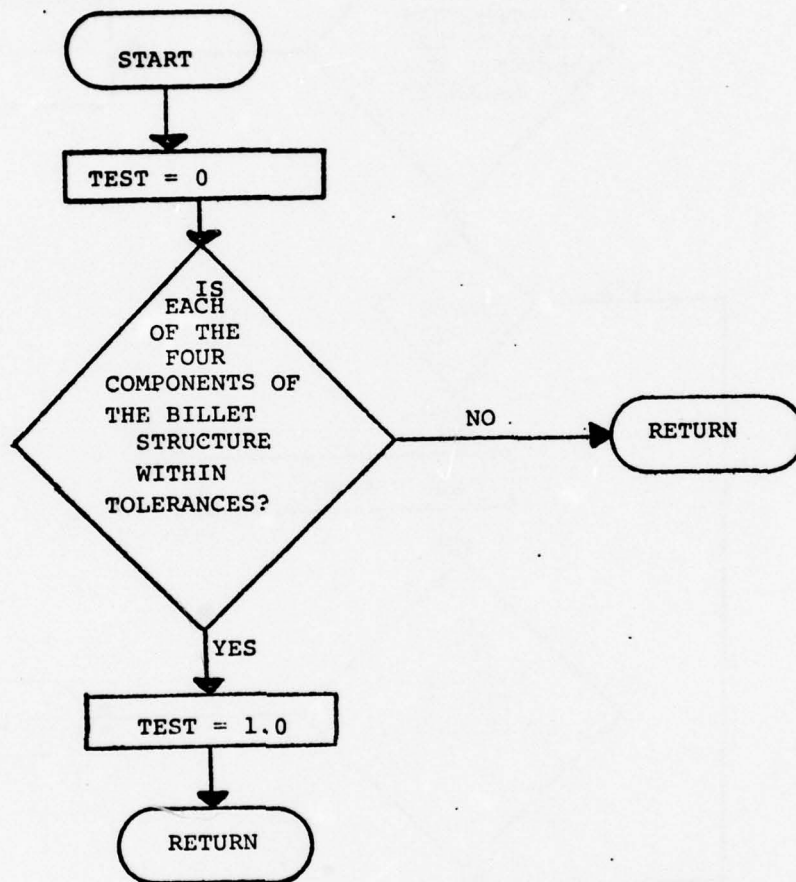 START
TEST = 0
IS
EACH
OF THE
FOUR
COMPONENTS OF
THE BILLET
STRUCTURE
WITHIN
TOLERANCES?
NO
RETURN
YES
TEST = 1.0
RETURN